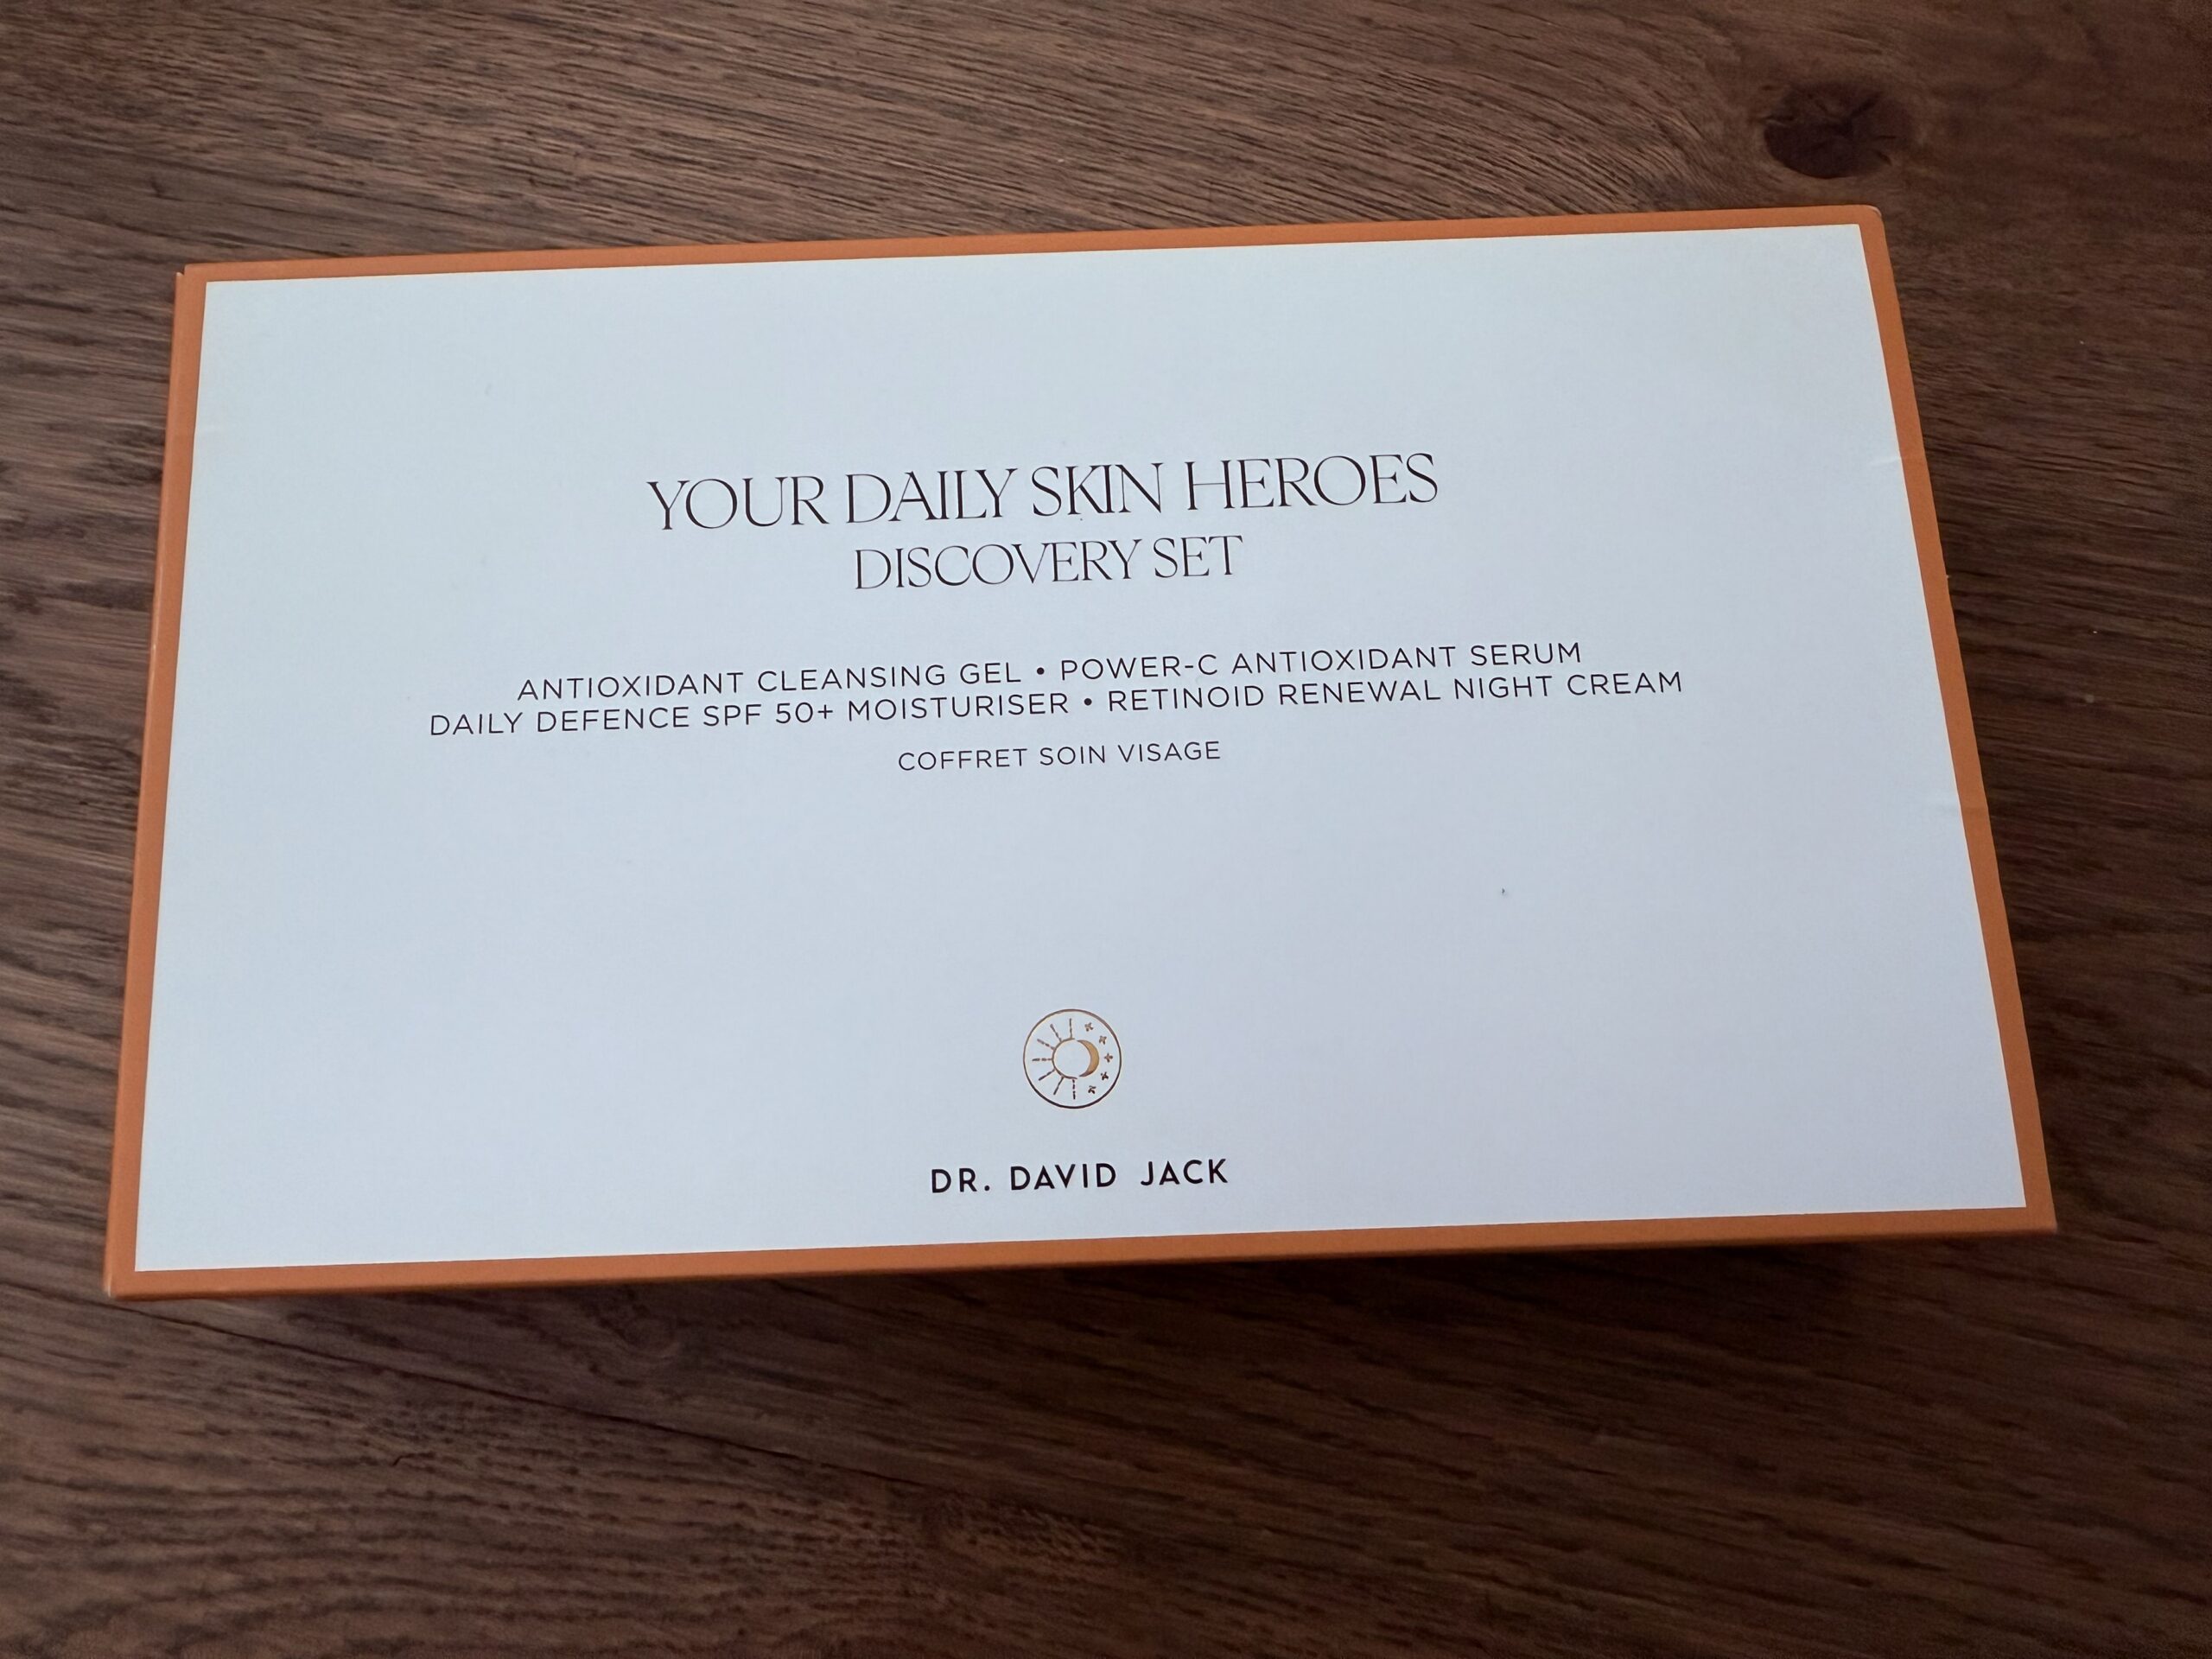 YOUR DAILY SKIN HEROES
DISCOVERY SET
ANTIOXIDANT CLEANSING GEL • POWER-C ANTIOXIDANT SERUM
DAILY DEFENCE SPF 50+ MOISTURISER • RETINOID RENEWAL NIGHT CREAM
COFFRET SOIN VISAGE
DR. DAVID JACK